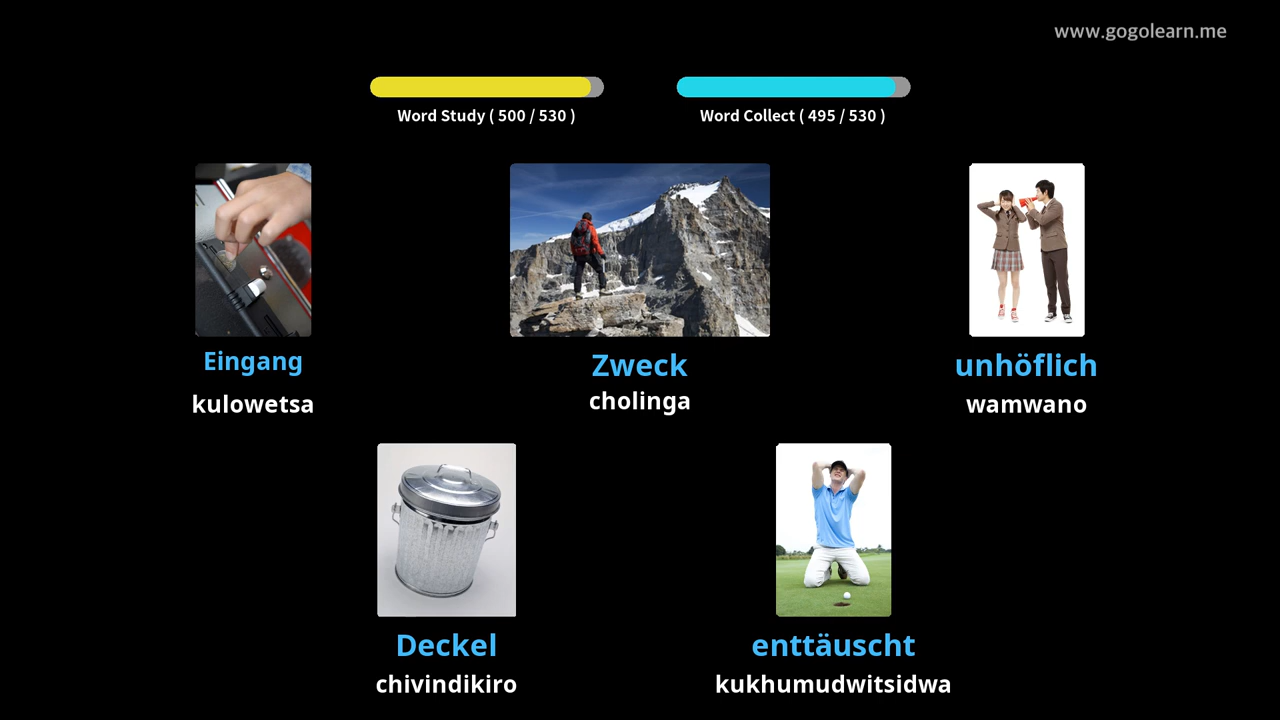 www.gogolearn.me
Word Study ( 500 / 530 )
Word Collect ( 495 / 530 )
Eingang
kulowetsa
Zweck
cholinga
unhöflich
wamwano
Deckel
chivindikiro
enttäuscht
kukhumudwitsidwa